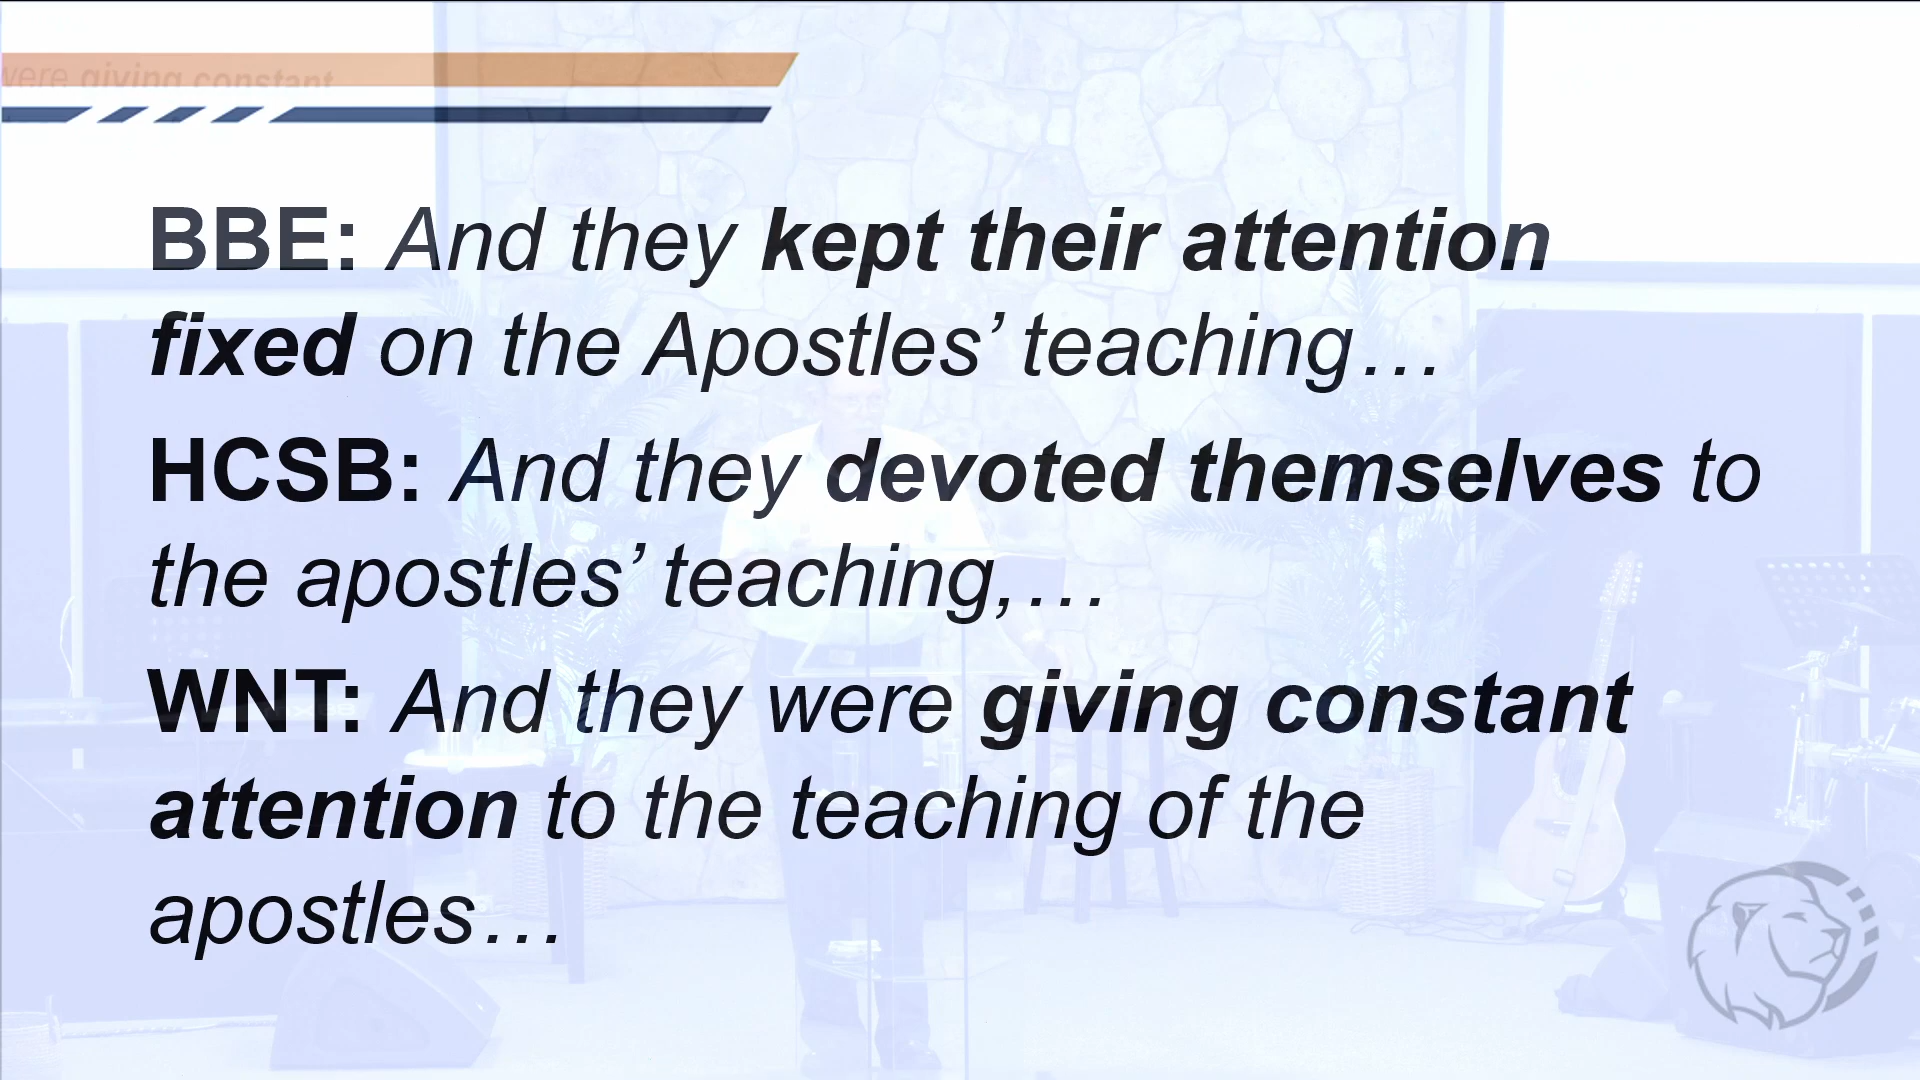 were giving constant
BBE: And they kept their attention
fixed on the Apostles’ teaching…
HCSB: And they devoted themselves to
the apostles’ teaching,…
WNT: And they were giving constant
attention to the teaching of the
apostles…